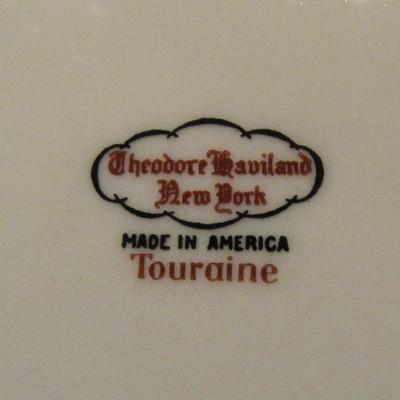 Theodore Haviland
New York
MADE IN AMERICA
Touraine